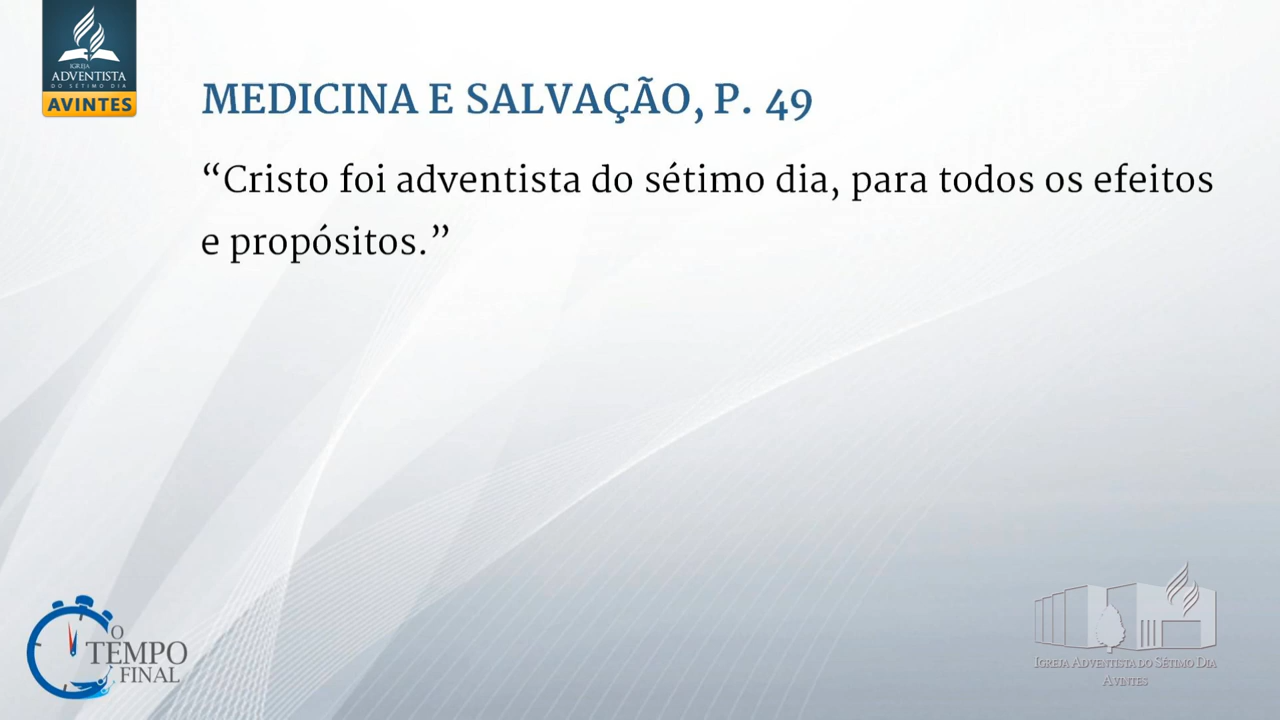 IGREJA
ADVENTISTA
DO SÉTIMO DIA
AVINTES
MEDICINA E SALVAÇÃO, P. 49
“Cristo foi adventista do sétimo dia, para todos os efeitos
e propósitos.”
O
TEMPO
FINAL
IGREJA ADVENTISTA DO SÉTIMO DIA
AVINTES